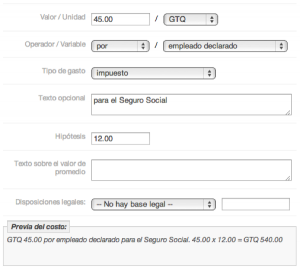 Valor / Unidad 45.00 / GTQ
Operador / Variable por / empleado declarado
Tipo de gasto impuesto
Texto opcional para el Seguro Social
Hipótesis 12.00
Texto sobre el valor de
promedio
Disposiciones legales: -- No hay base legal --
Previa del costo:
GTQ 45.00 por empleado declarado para el Seguro Social. 45.00 x 12.00 = GTQ 540.00